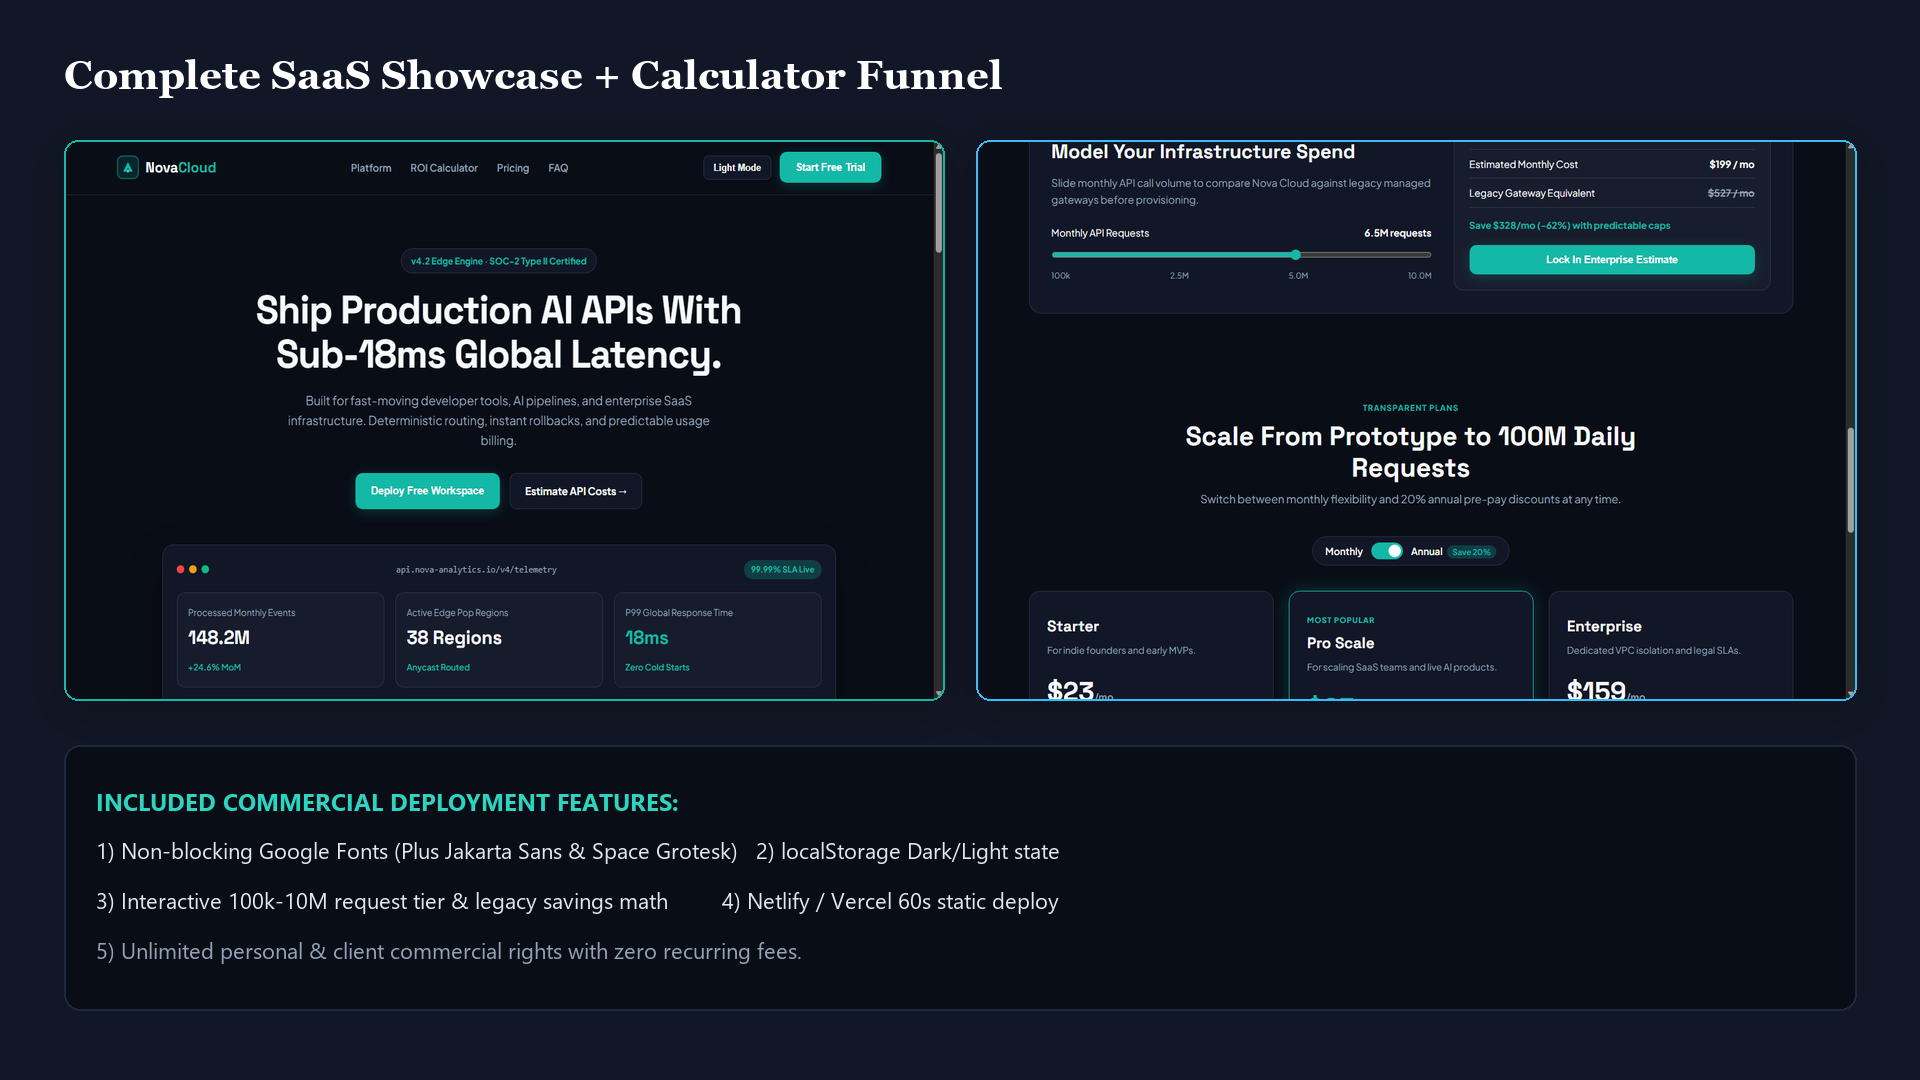 Complete SaaS Showcase + Calculator Funnel
NovaCloud
Platform
ROI Calculator
Pricing
FAQ
Light Mode
Start Free Trial
v4.2 Edge Engine · SOC-2 Type II Certified
Ship Production AI APIs With
Sub-18ms Global Latency.
Built for fast-moving developer tools, AI pipelines, and enterprise SaaS
infrastructure. Deterministic routing, instant rollbacks, and predictable usage
billing.
Deploy Free Workspace
Estimate API Costs →
api.nova-analytics.io/v4/telemetry
99.99% SLA Live
Processed Monthly Events
148.2M
+24.6% MoM
Active Edge Pop Regions
38 Regions
Anycast Routed
P99 Global Response Time
18ms
Zero Cold Starts
Model Your Infrastructure Spend
Slide monthly API call volume to compare Nova Cloud against legacy managed
gateways before provisioning.
Monthly API Requests
6.5M requests
100k
2.5M
5.0M
10.0M
Estimated Monthly Cost
$199 / mo
Legacy Gateway Equivalent
$527 / mo
Save $328/mo (-62%) with predictable caps
Lock In Enterprise Estimate
TRANSPARENT PLANS
Scale From Prototype to 100M Daily
Requests
Switch between monthly flexibility and 20% annual pre-pay discounts at any time.
Monthly
Annual
Save 20%
Starter
For indie founders and early MVPs.
$23/mo
MOST POPULAR
Pro Scale
For scaling SaaS teams and live AI products.
Enterprise
Dedicated VPC isolation and legal SLAs.
$159/mo
INCLUDED COMMERCIAL DEPLOYMENT FEATURES:
1) Non-blocking Google Fonts (Plus Jakarta Sans & Space Grotesk) 2) localStorage Dark/Light state
3) Interactive 100k-10M request tier & legacy savings math 4) Netlify / Vercel 60s static deploy
5) Unlimited personal & client commercial rights with zero recurring fees.